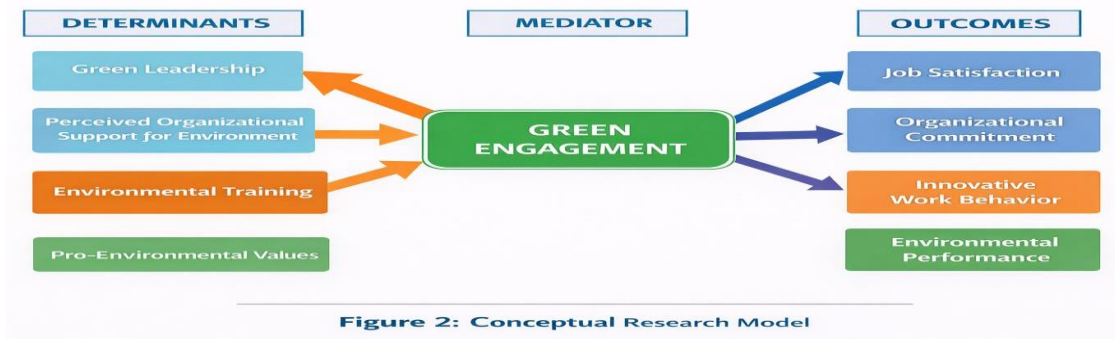 DETERMINANTS
MEDIATOR
OUTCOMES
Green Leadership
Perceived Organizational
Support for Environment
Environmental Training
Pro-Environmental Values
GREEN
ENGAGEMENT
Job Satisfaction
Organizational
Commitment
Innovative
Work Behavior
Environmental
Performance
Figure 2: Conceptual Research Model